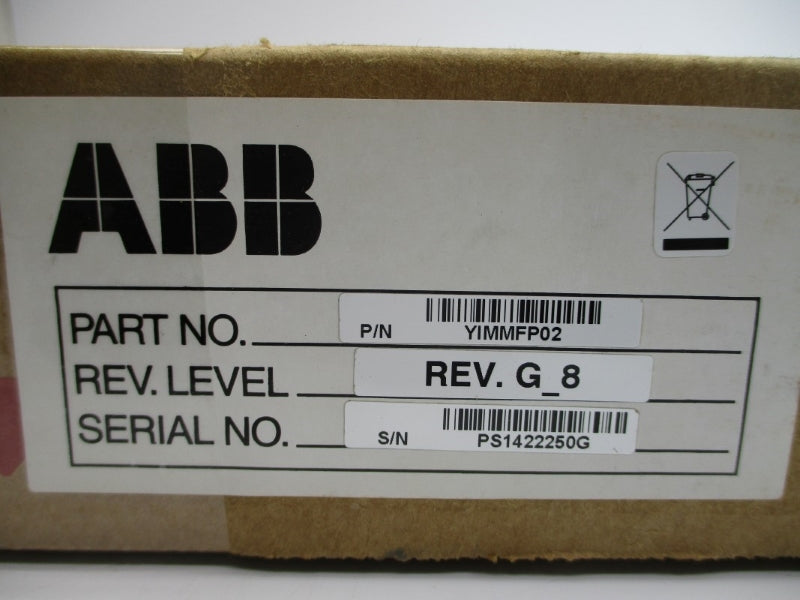 ABB
PART NO. P/N YIMMFP02
REV. LEVEL REV. G_8
SERIAL NO. S/N PS1422250G